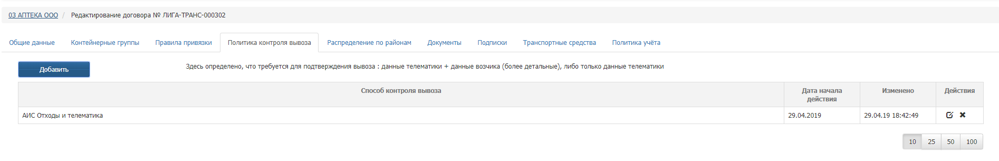 03 АПТЕКА ООО / Редактирование договора № ЛИГА-ТРАНС-000302
Общие данные Контейнерные группы Правила привязки Политика контроля вывоза Распределение по районам Документы Подписки Транспортные средства Политика учёта
Добавить Здесь определено, что требуется для подтверждения вывоза : данные телематики + данные возчика (более детальные), либо только данные телематики
Способ контроля вывоза Дата начала Изменено Действия
действия
АИС Отходы и телематика 29.04.2019 29.04.19 18:42:49
10 25 50 100